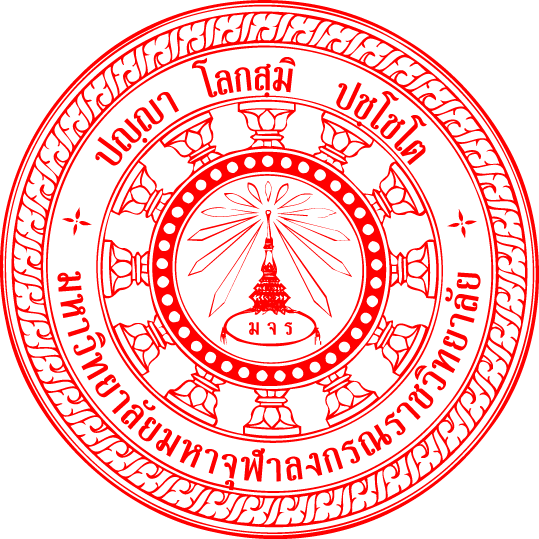 ปญฺญา โลกสฺมิ ปชฺโชโต
ม จ ร
มหาวิทยาลัยมหาจุฬาลงกรณราชวิทยาลัย